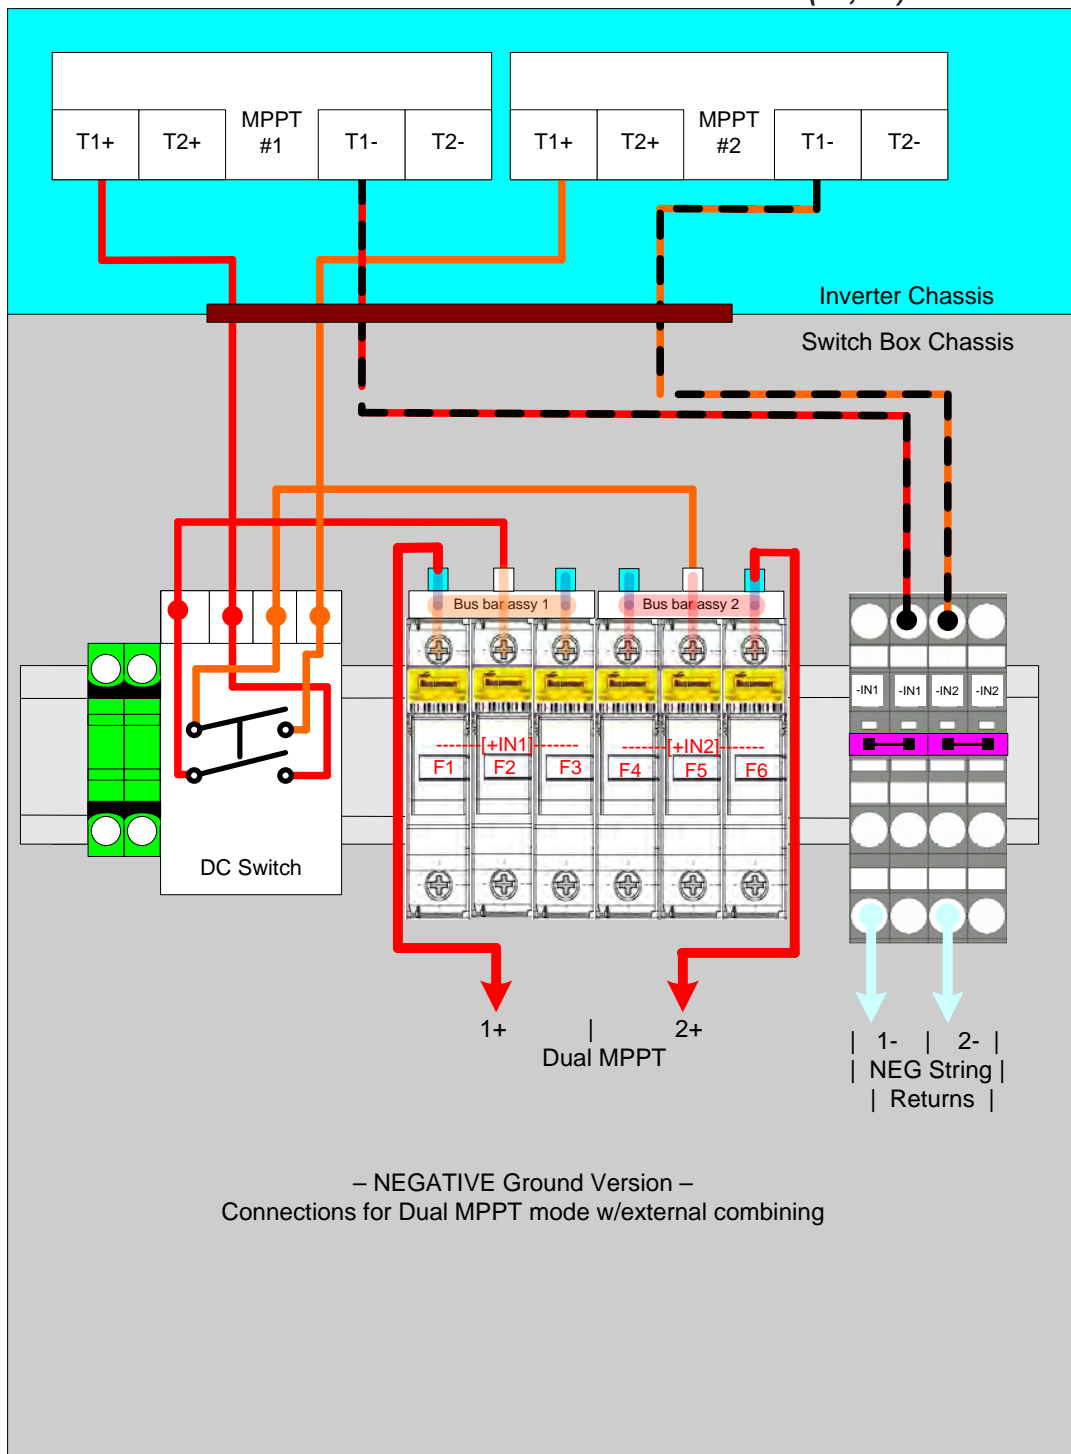 MPPT
#1
T1+ T2+ T1- T2-
MPPT
#2
T1+ T2+ T1- T2-
Inverter Chassis
Switch Box Chassis
Bus bar assy 1 Bus bar assy 2
-IN1 -IN1 -IN2 -IN2
-------[+IN1]------- -------[+IN2]-------
F1 F2 F3 F4 F5 F6
DC Switch
1+ | 2+
Dual MPPT
| 1- | 2- |
| NEG String |
| Returns |
– NEGATIVE Ground Version –
Connections for Dual MPPT mode w/external combining